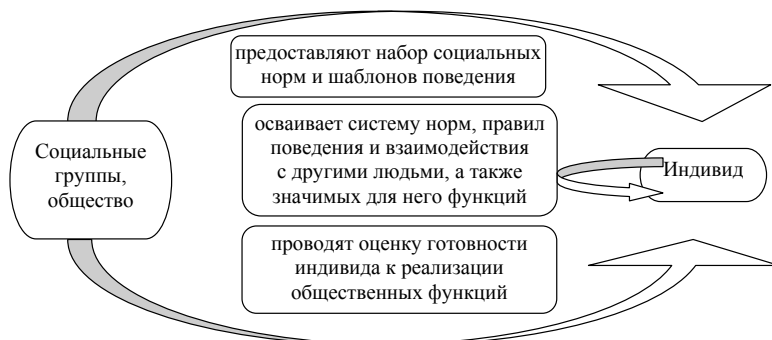 предоставляют набор социальных
норм и шаблонов поведения
Социальные
группы,
общество
осваивает систему норм, правил
поведения и взаимодействия
с другими людьми, а также
значимых для него функций
Индивид
проводят оценку готовности
индивида к реализации
общественных функций